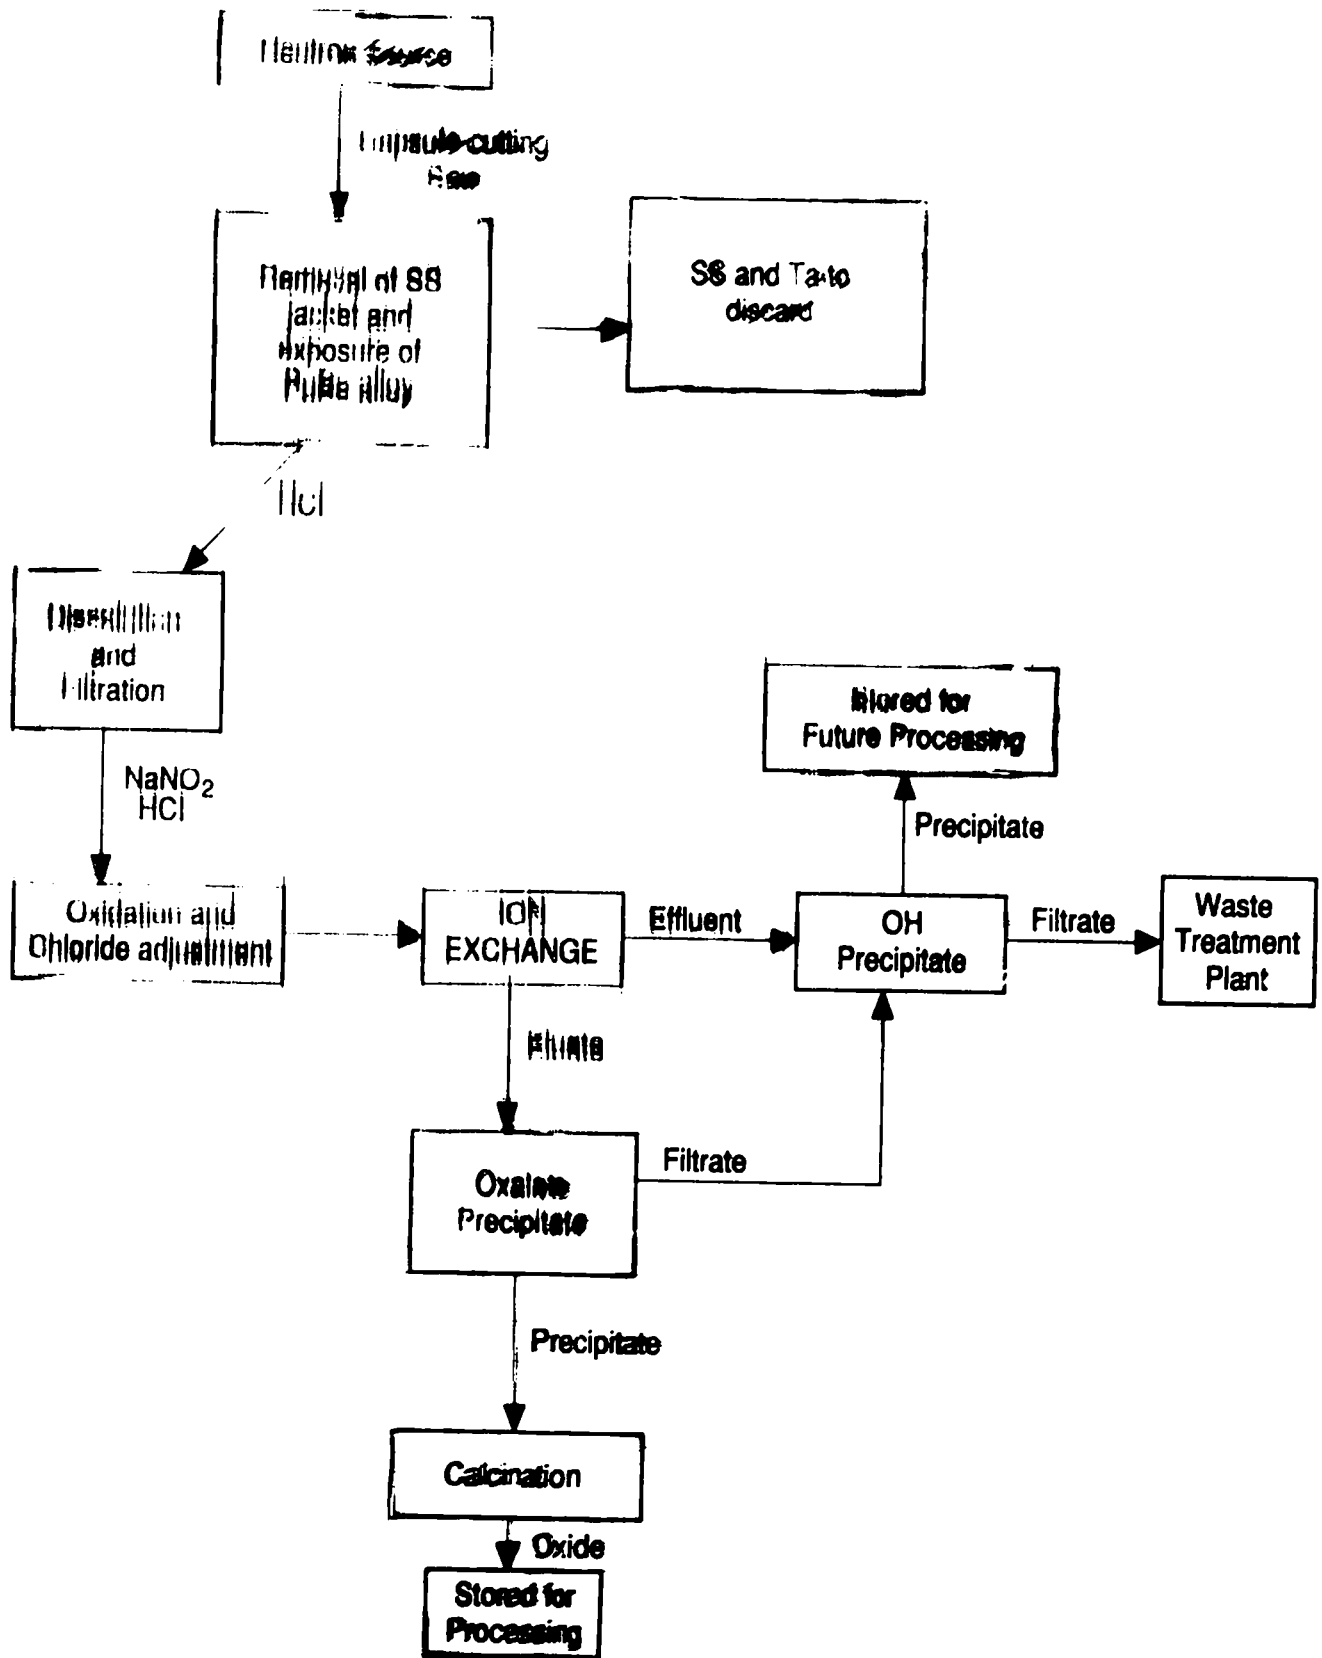 Neutron Source
cutting
Removal of SS
jacket and
exposure of
PuBe alloy
SS and Ta to
discard
HCl
Dissolution
and
Filtration
NaNO2
HCl
Oxidation and
Chloride adjustment
ION
EXCHANGE
Effluent
OH
Precipitate
Filtrate
Waste
Treatment
Plant
Precipitate
Stored for
Future Processing
Eluate
Oxalate
Precipitate
Filtrate
Precipitate
Calcination
Oxide
Stored for
Processing